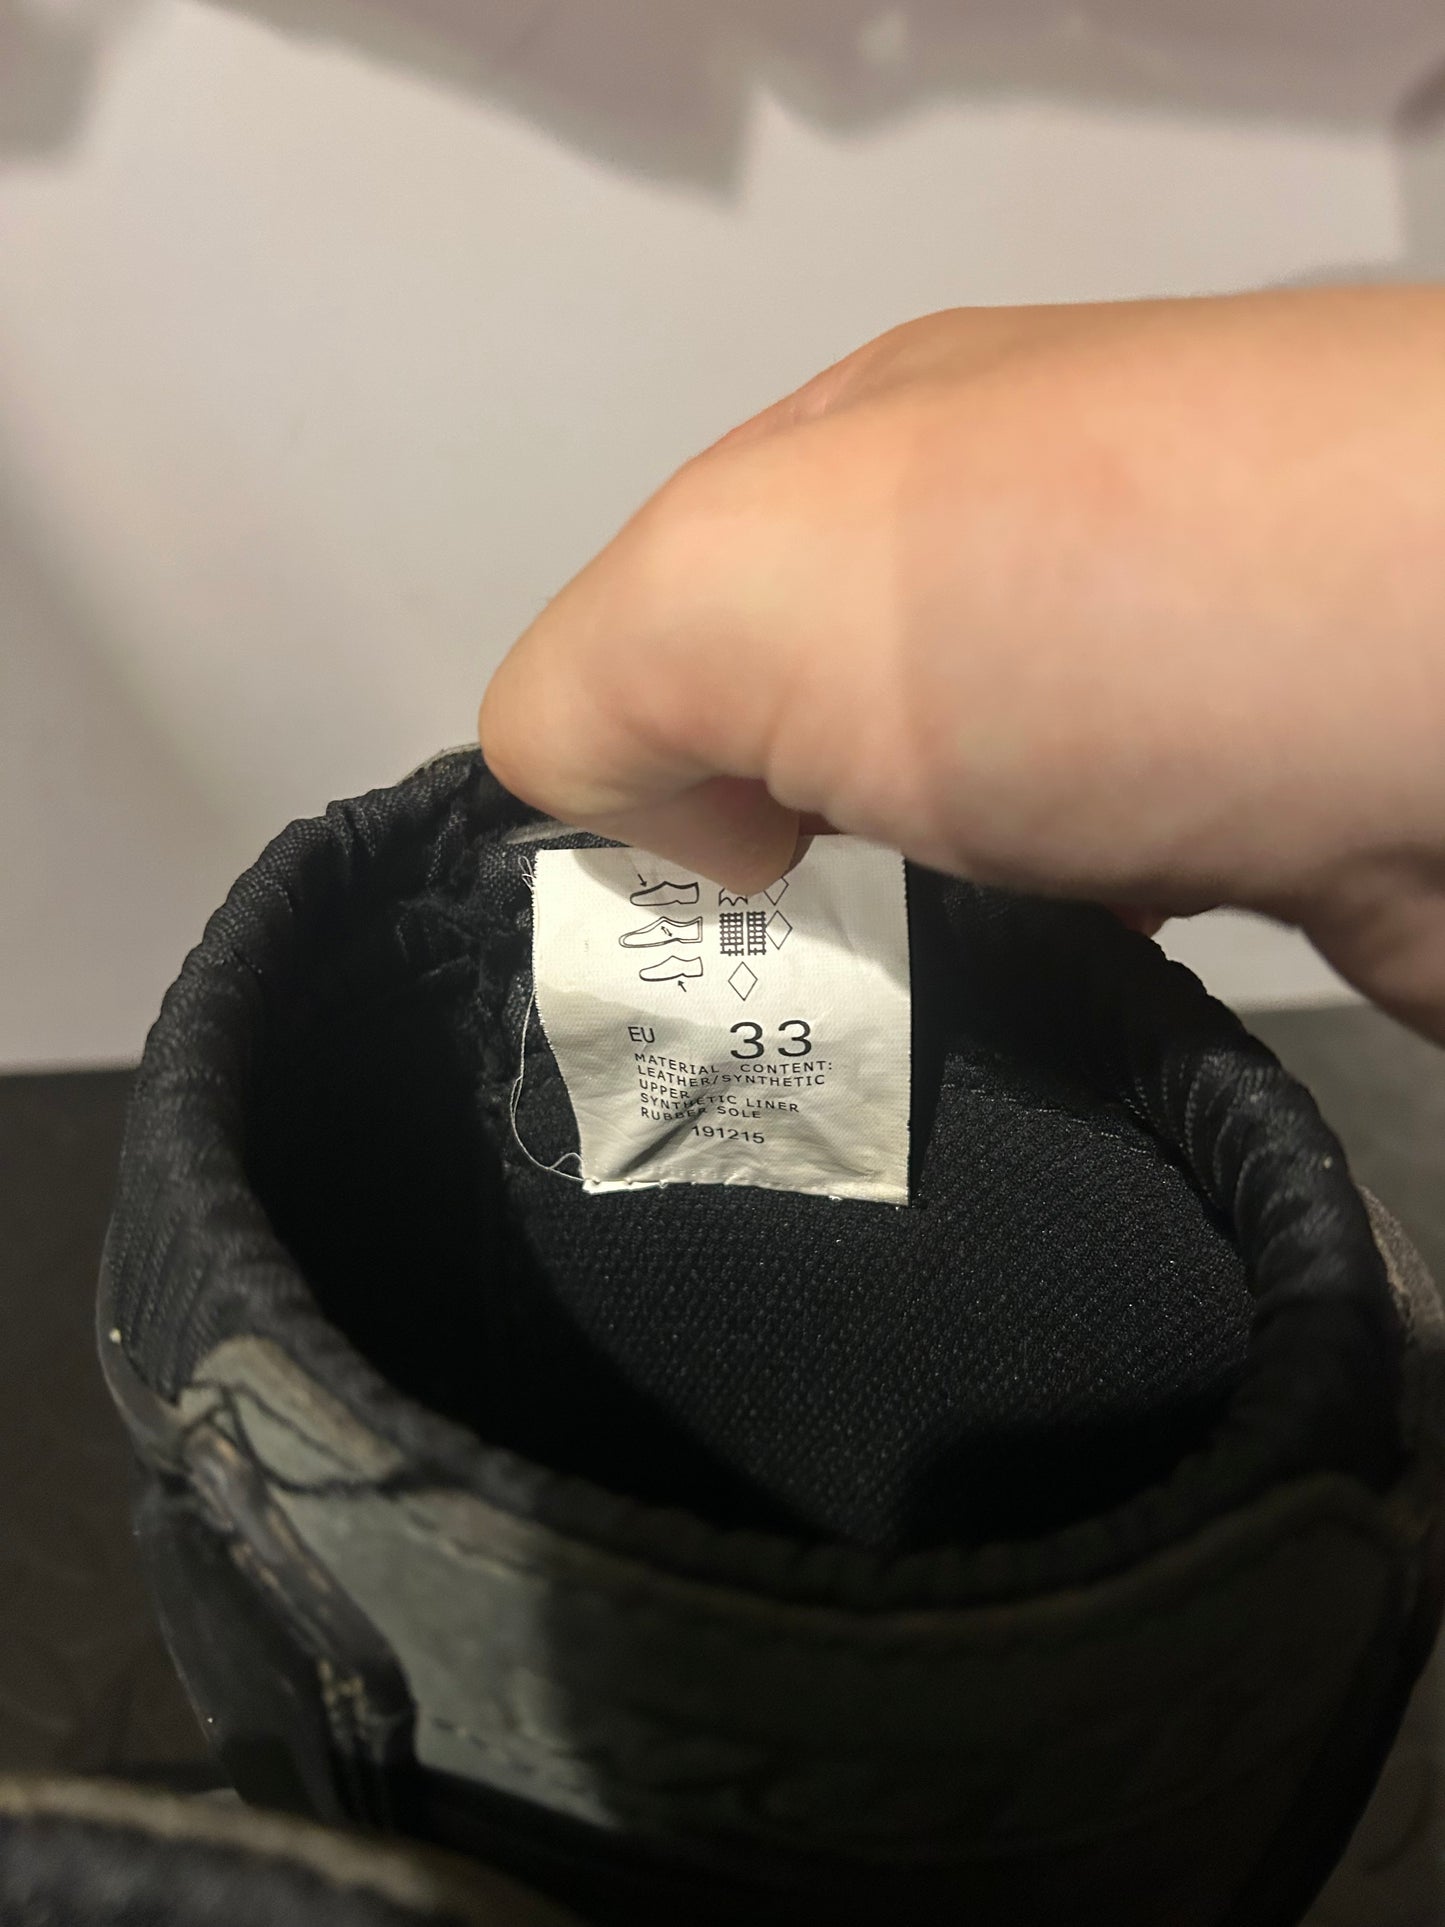 EU 33
MATERIAL CONTENT:
LEATHER/SYNTHETIC
UPPER
SYNTHETIC LINER
RUBBER SOLE
191215